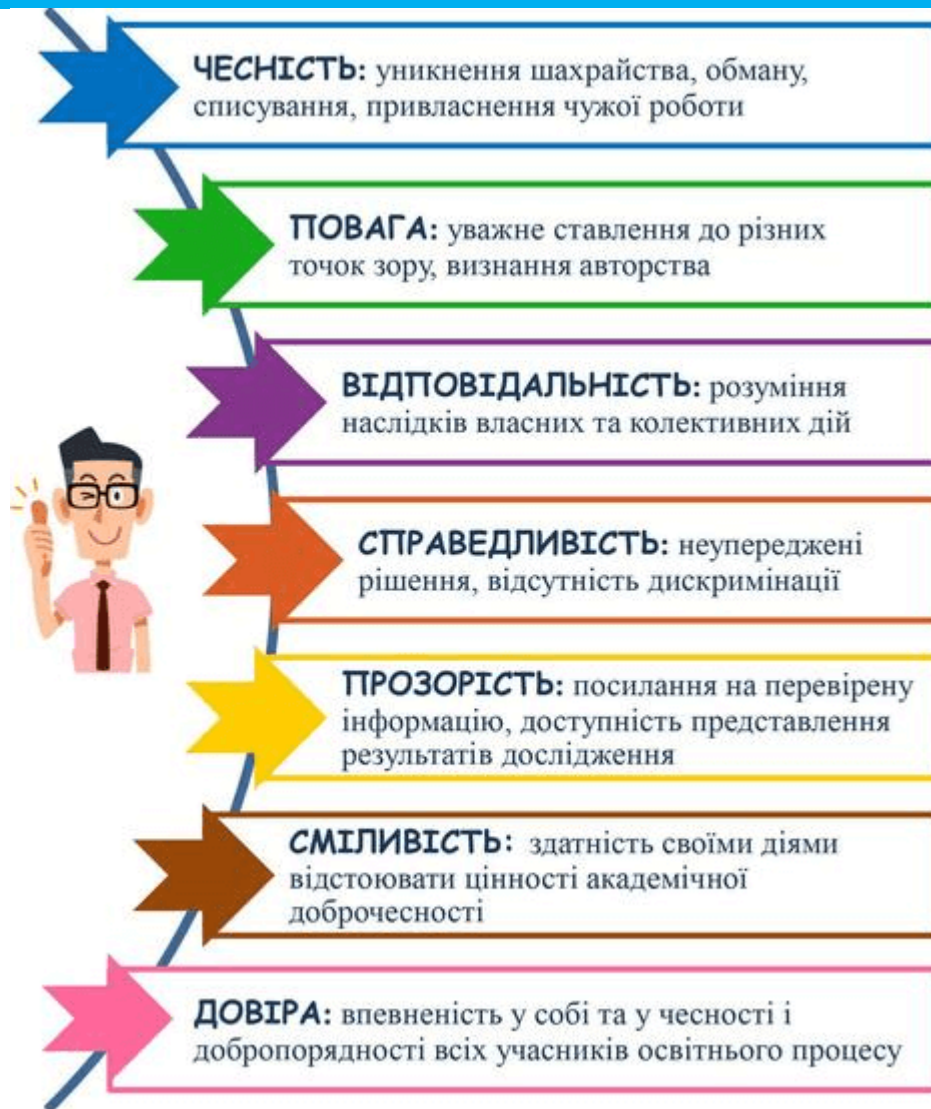 ЧЕСНІСТЬ: уникнення шахрайства, обману,
списування, привласнення чужої роботи
ПОВАГА: уважне ставлення до різних
точок зору, визнання авторства
ВІДПОВІДАЛЬНІСТЬ: розуміння
наслідків власних та колективних дій
СПРАВЕДЛИВІСТЬ: неупереджені
рішення, відсутність дискримінації
ПРОЗОРІСТЬ: посилання на перевірену
інформацію, доступність представлення
результатів дослідження
СМІЛИВІСТЬ: здатність своїми діями
відстоювати цінності академічної
доброчесності
ДОВІРА: впевненість у собі та у чесності і
добропорядності всіх учасників освітнього процесу